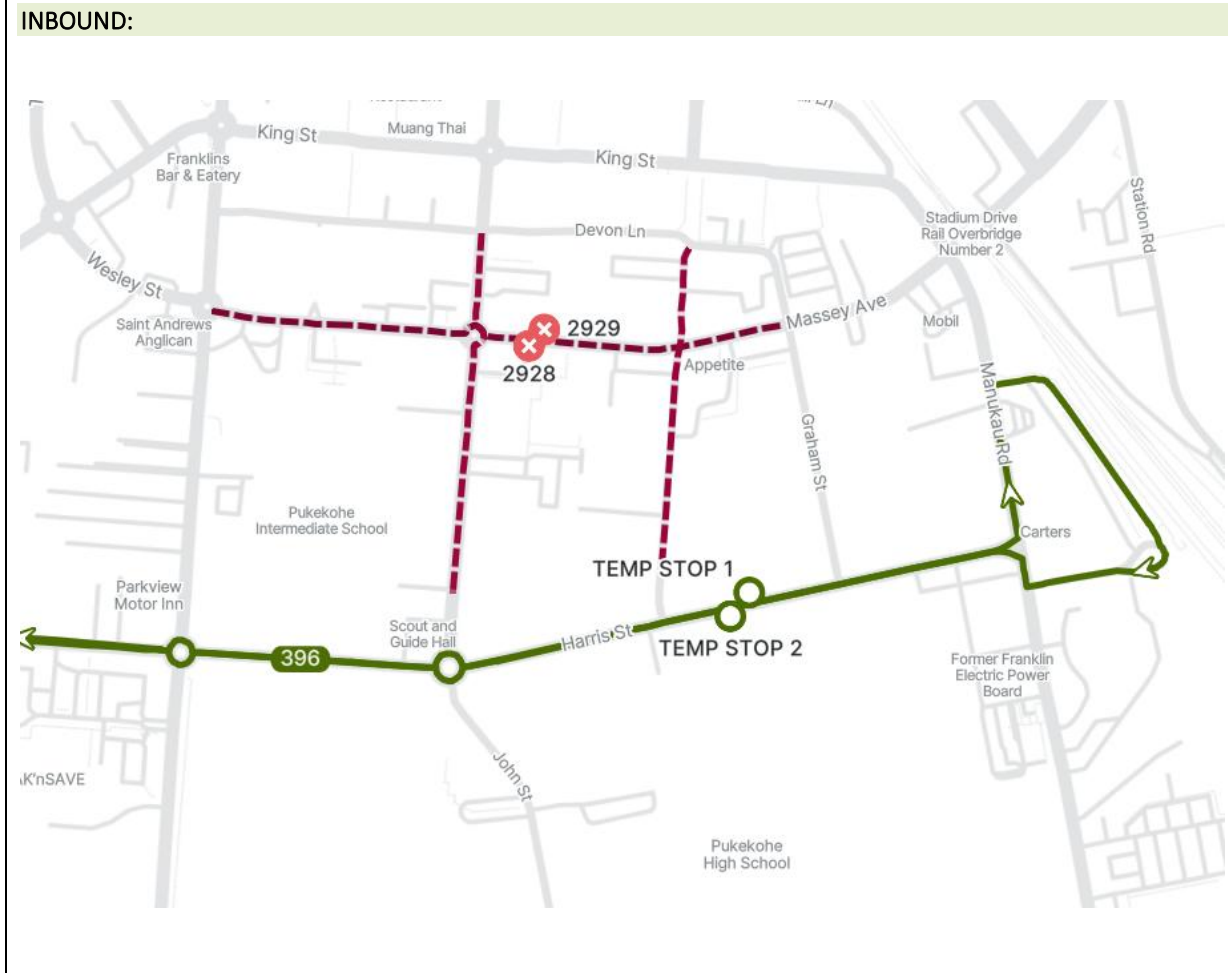 INBOUND:
King St
Muang Thai
King St
Franklins
Bar & Eatery
Station Rd
Devon Ln
Stadium Drive
Rail Overbridge
Number 2
Wesley St
Saint Andrews
Anglican
2929
Massey Ave
Mobil
2928
Appetite
Manukau Rd
Graham St
Pukekohe
Intermediate School
Carters
TEMP STOP 1
Parkview
Motor Inn
Scout and
Guide Hall
Harris St
TEMP STOP 2
396
Former Franklin
Electric Power
Board
John St
K'nSAVE
Pukekohe
High School